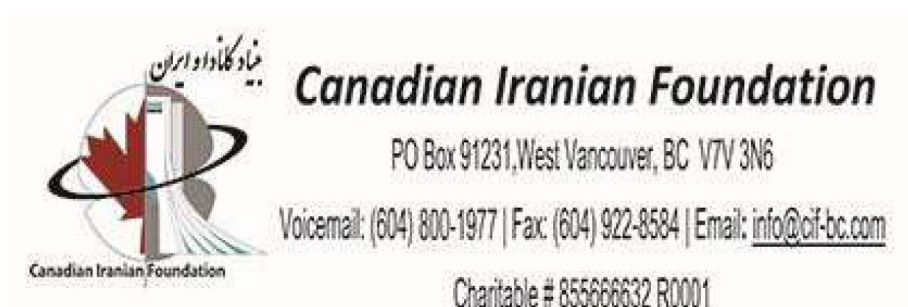 بنیاد کانادا و ایران
Canadian Iranian Foundation
PO Box 91231,West Vancouver, BC V7V 3N6
Voicemail: (604) 800-1977 | Fax: (604) 922-8584 | Email: info@cif-bc.com
Charitable # 855666632 R0001
Canadian Iranian Foundation